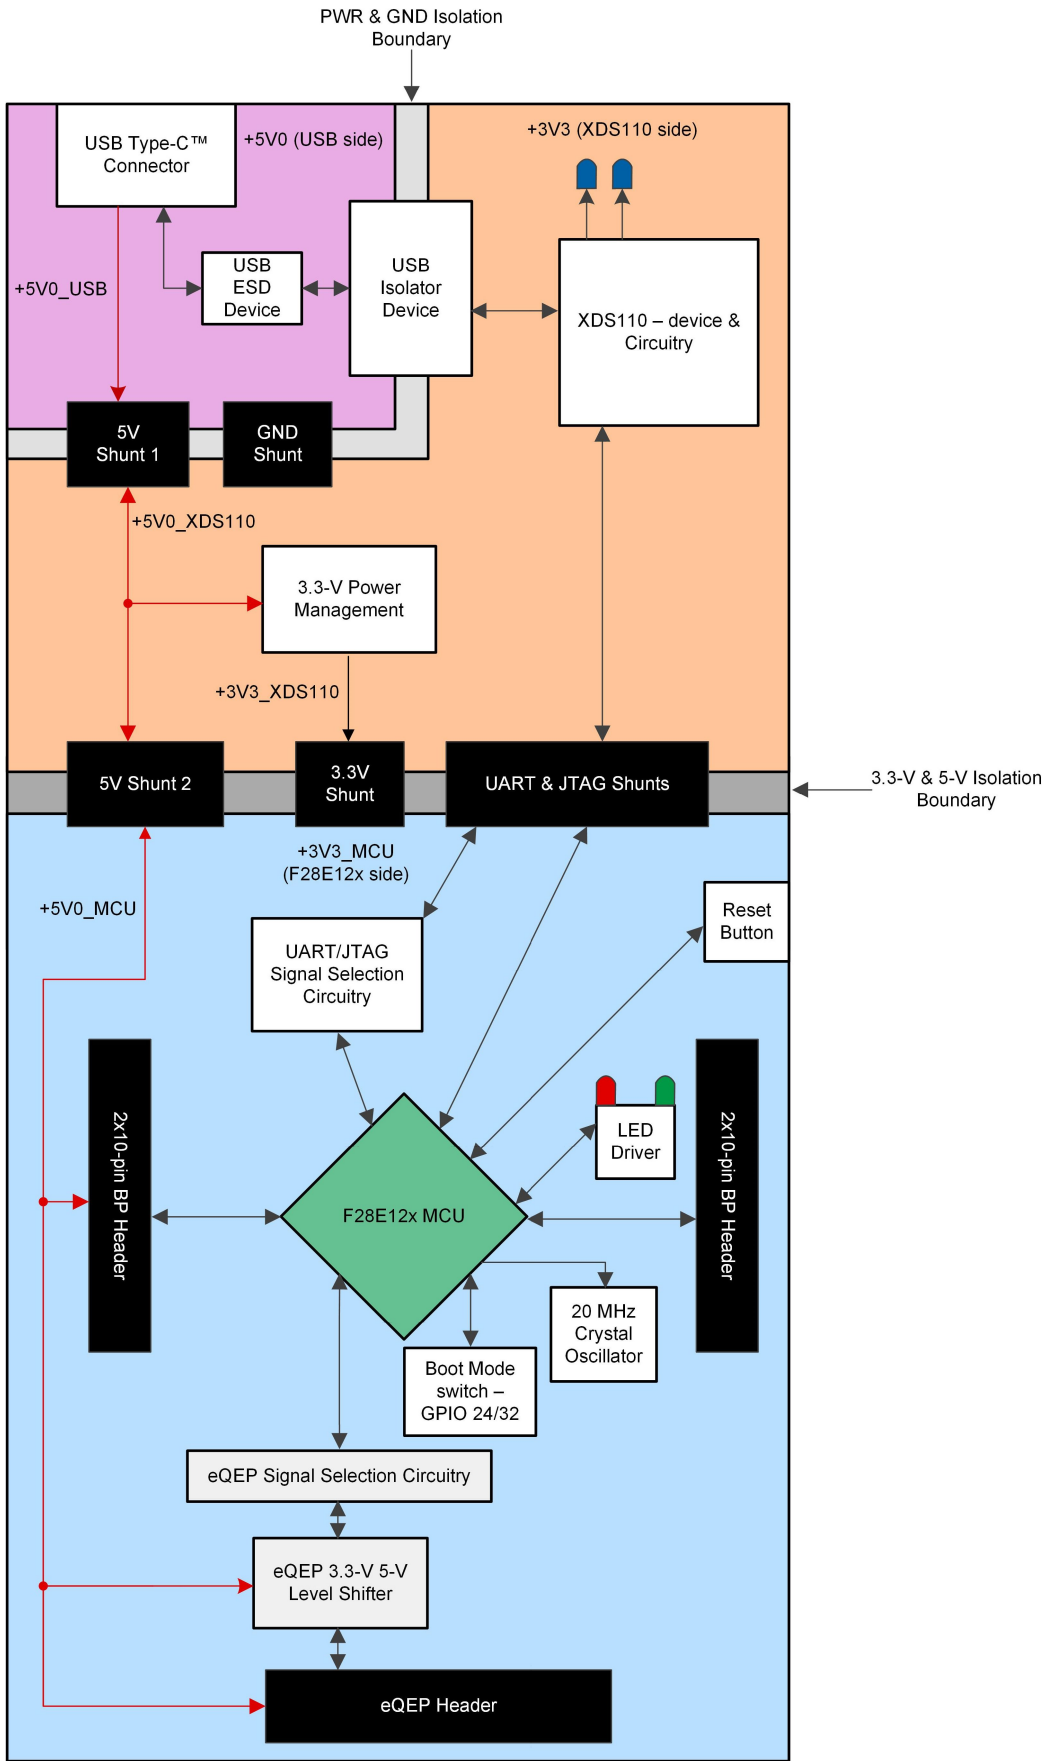 PWR & GND Isolation
Boundary
USB Type-C™
Connector
+5V0 (USB side)
+3V3 (XDS110 side)
+5V0_USB
USB
ESD
Device
USB
Isolator
Device
XDS110 – device &
Circuitry
5V
Shunt 1
GND
Shunt
+5V0_XDS110
3.3-V Power
Management
+3V3_XDS110
5V Shunt 2
3.3V
Shunt
UART & JTAG Shunts
3.3-V & 5-V Isolation
Boundary
+3V3_MCU
(F28E12x side)
+5V0_MCU
Reset
Button
UART/JTAG
Signal Selection
Circuitry
2x10-pin BP Header
LED
Driver
2x10-pin BP Header
F28E12x MCU
20 MHz
Crystal
Oscillator
Boot Mode
switch –
GPIO 24/32
eQEP Signal Selection Circuitry
eQEP 3.3-V 5-V
Level Shifter
eQEP Header